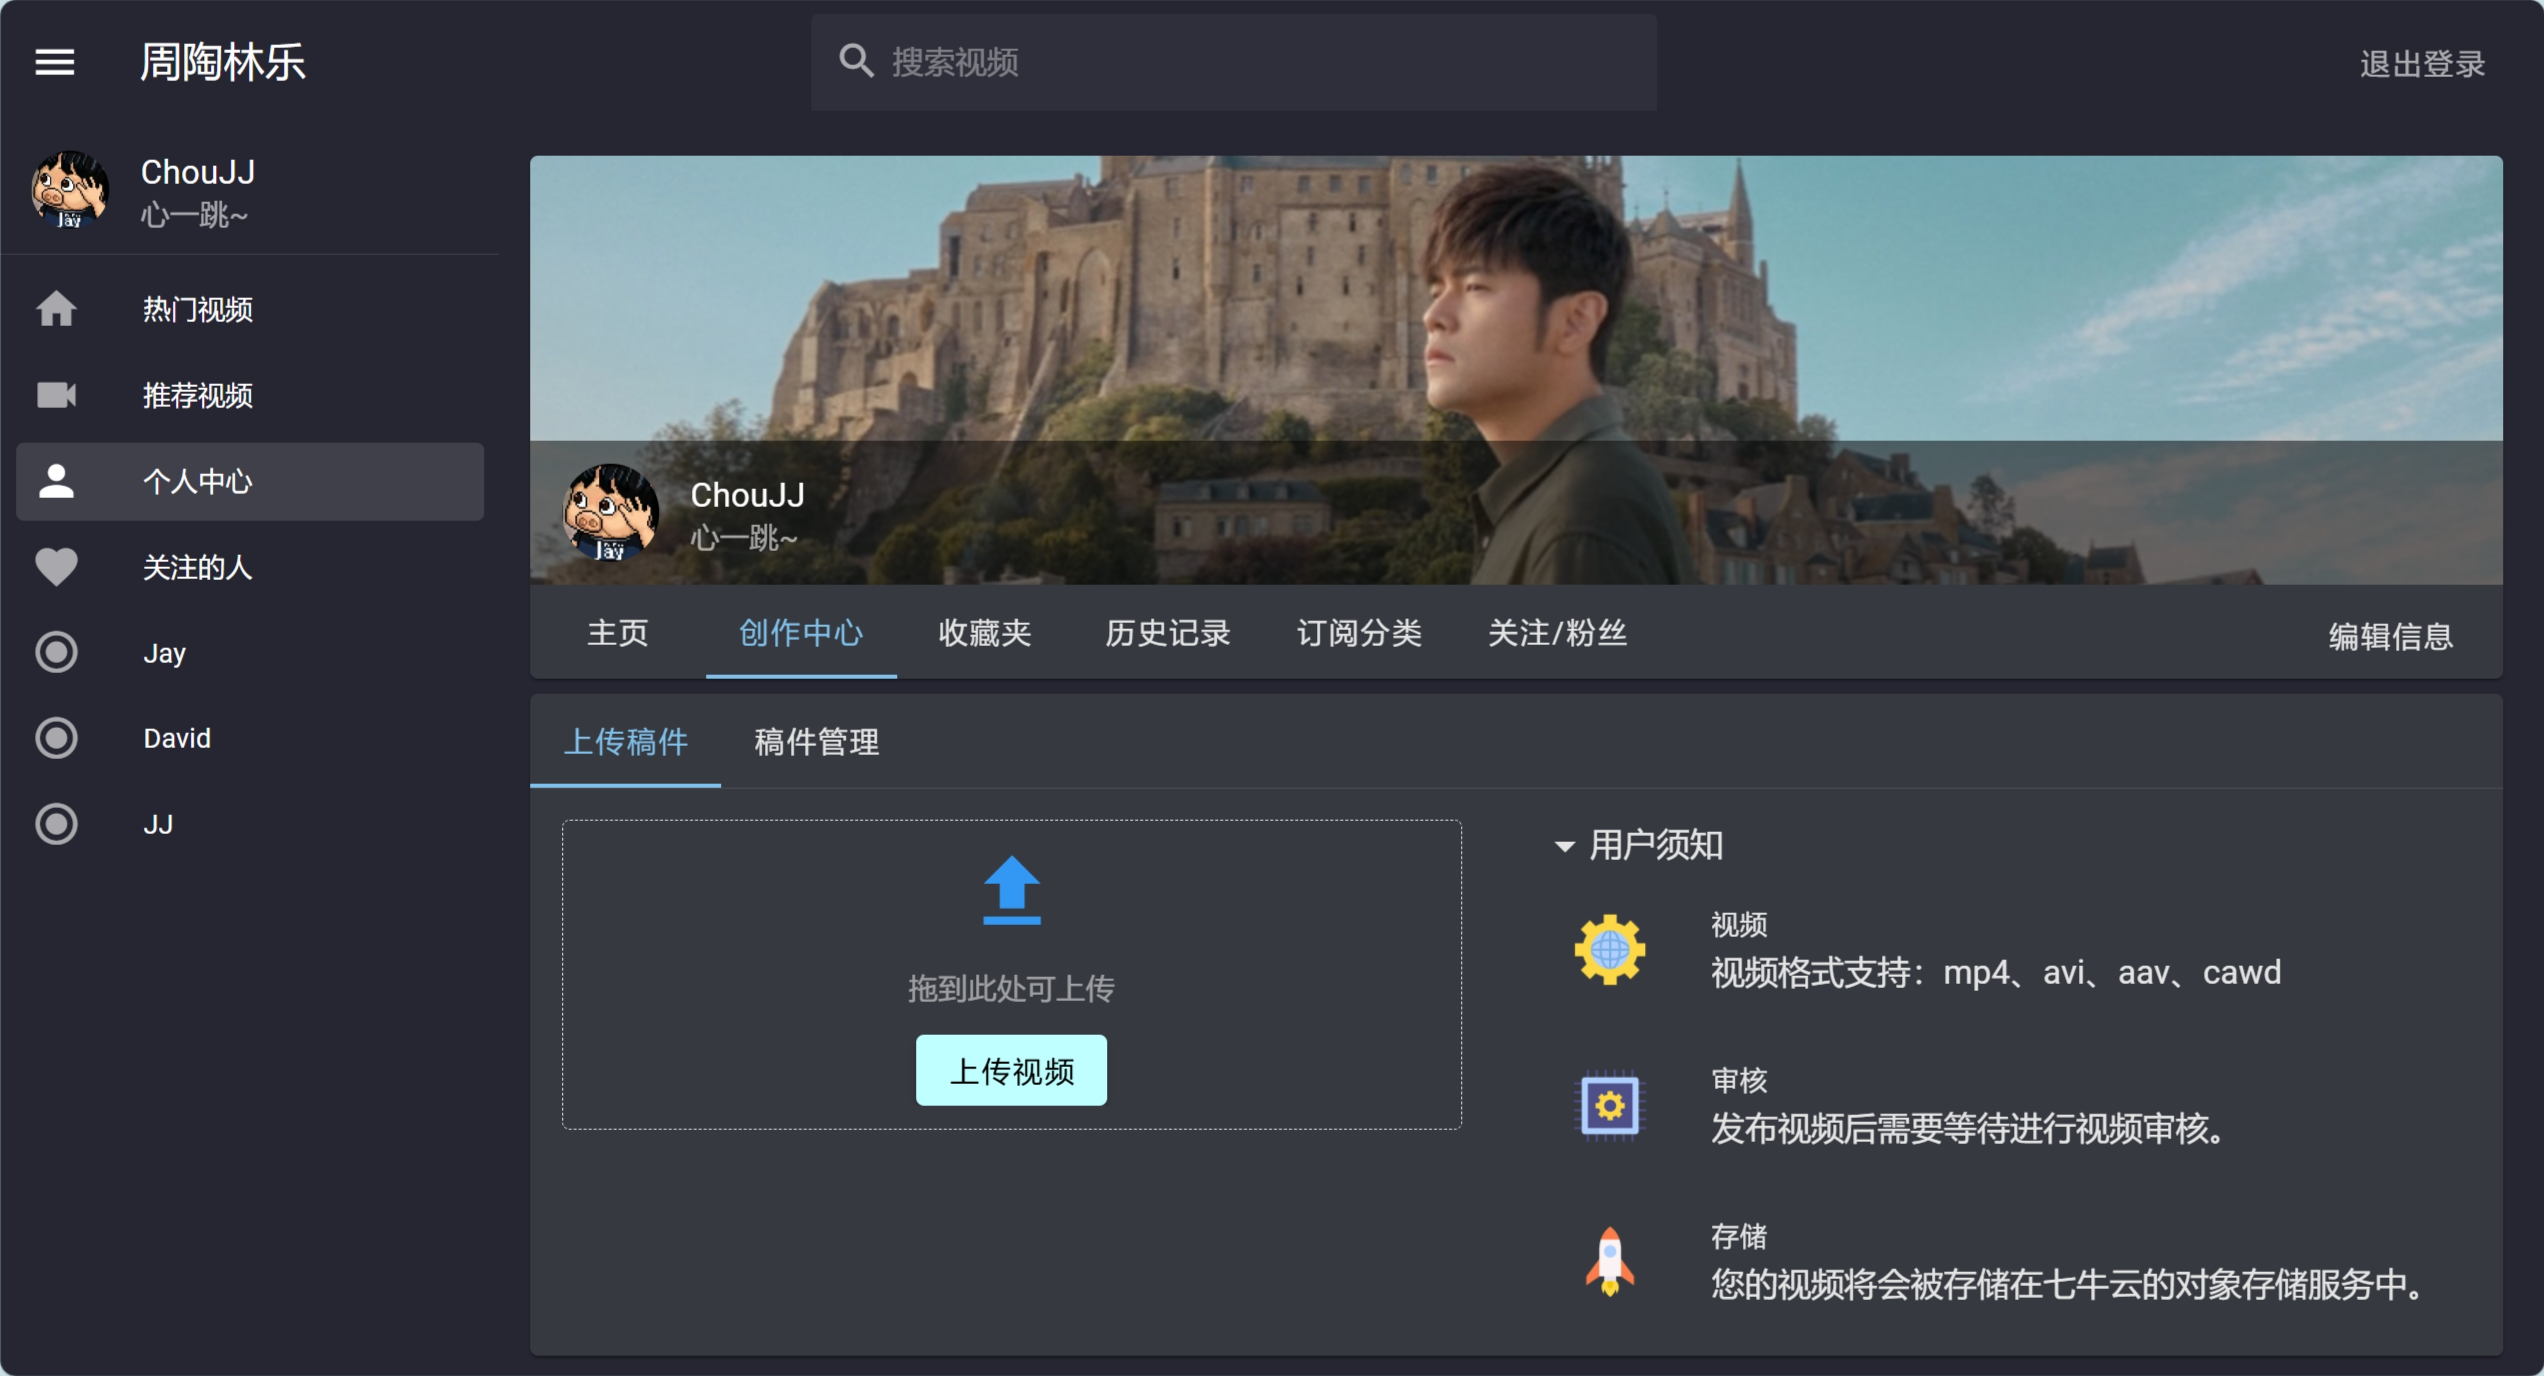 周陶林乐
搜索视频
退出登录
ChouJJ
心一跳~
热门视频
推荐视频
个人中心
关注的人
Jay
David
JJ
Jay
ChouJJ
心一跳~
Jay
主页
创作中心
收藏夹
历史记录
订阅分类
关注/粉丝
编辑信息
上传稿件
稿件管理
拖到此处可上传
上传视频
用户须知
视频
视频格式支持：mp4、avi、aav、cawd
审核
发布视频后需要等待进行视频审核。
存储
您的视频将会被存储在七牛云的对象存储服务中。